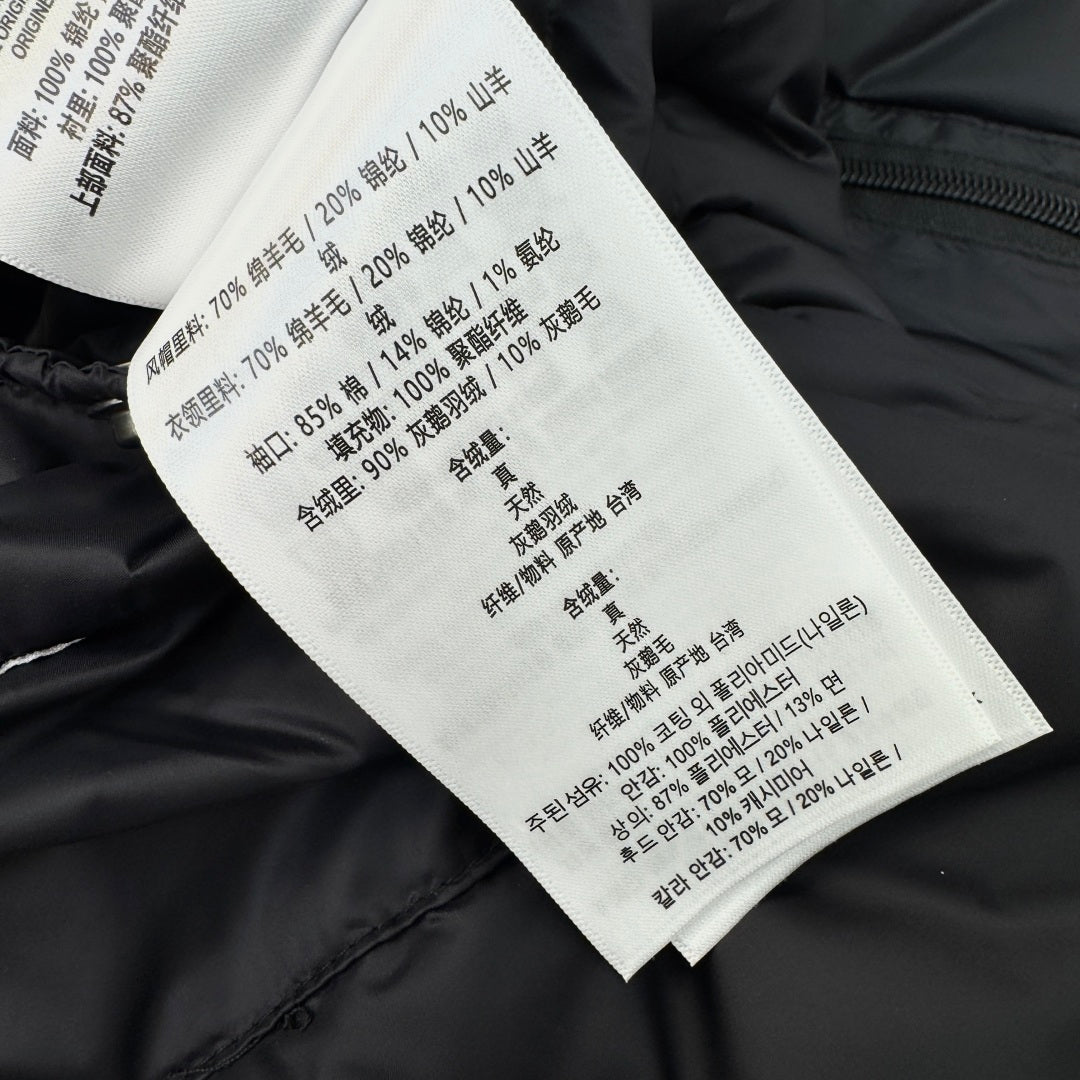 ORIGINE
面料: 100% 锦纶
衬里: 100% 聚酯纤维
上部面料: 87% 聚酯纤维
风帽里料: 70% 绵羊毛 / 20% 锦纶 / 10% 山羊
绒
衣领里料: 70% 绵羊毛 / 20% 锦纶 / 10% 山羊
绒
袖口: 85% 棉 / 14% 锦纶 / 1% 氨纶
填充物: 100% 聚酯纤维
含绒里: 90% 灰鹅羽绒 / 10% 灰鹅毛
含绒量:
真
天然
灰鹅羽绒
纤维/物料 原产地 台湾
含绒量:
真
天然
灰鹅毛
纤维/物料 原产地 台湾
주된 섬유: 100% 코팅 외 폴리아미드(나일론)
안감: 100% 폴리에스터
상의: 87% 폴리에스터 / 13% 면
후드 안감: 70% 모 / 20% 나일론 /
10% 캐시미어
칼라 안감: 70% 모 / 20% 나일론 /